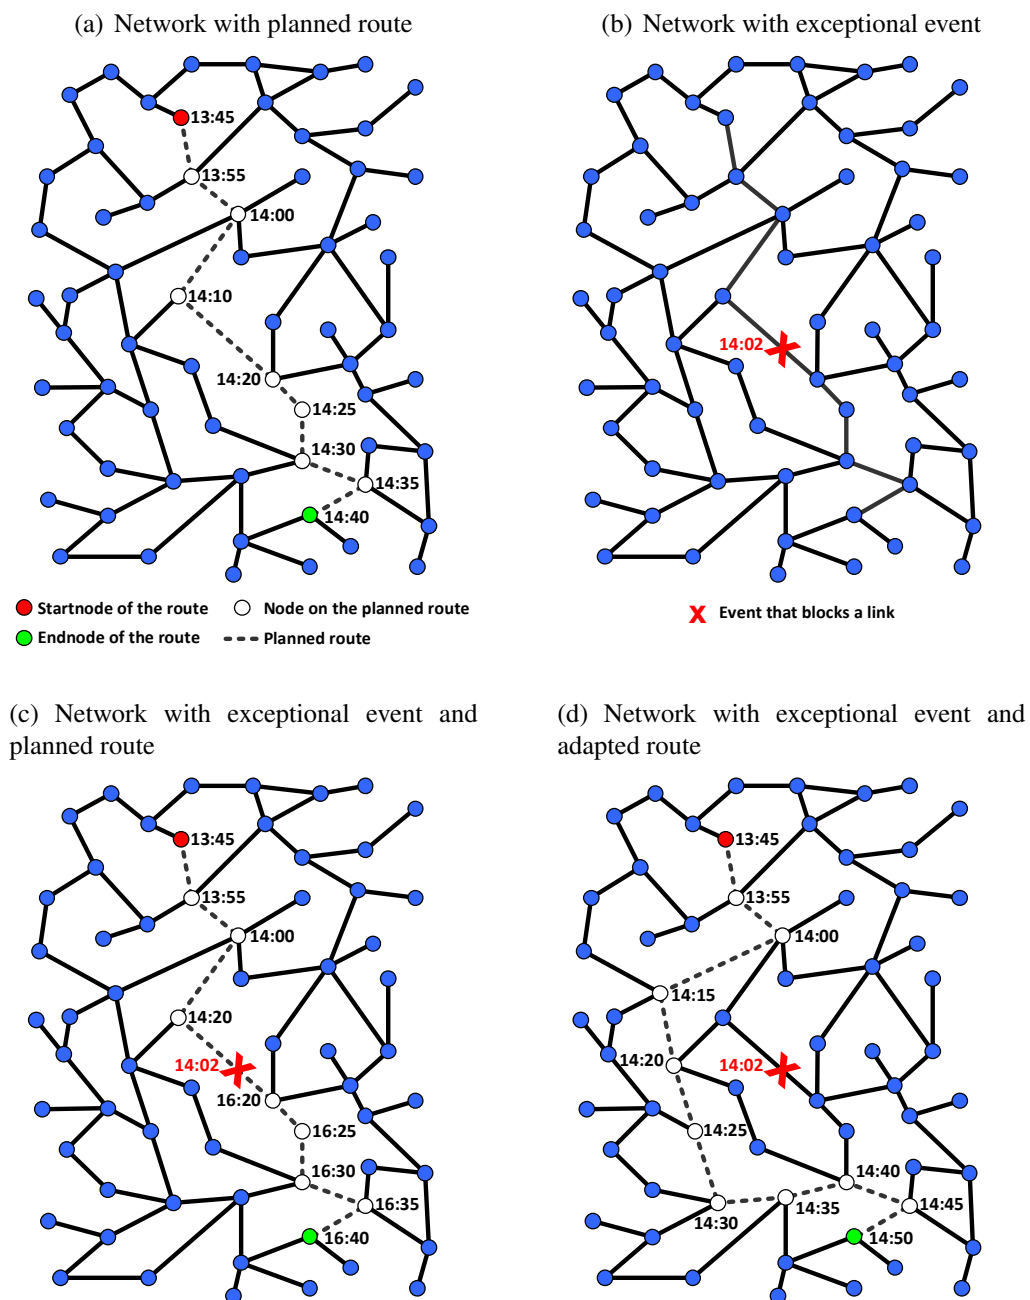 (a) Network with planned route
(b) Network with exceptional event
13:45
13:55
14:00
14:10
14:20
14:25
14:30
14:35
14:40
14:02
Startnode of the route
Node on the planned route
Endnode of the route
Planned route
X Event that blocks a link
(c) Network with exceptional event and
planned route
(d) Network with exceptional event and
adapted route
13:45
13:55
14:00
14:20
14:02
16:20
16:25
16:30
16:35
16:40
13:45
13:55
14:00
14:15
14:20
14:02
14:25
14:40
14:45
14:30
14:35
14:50